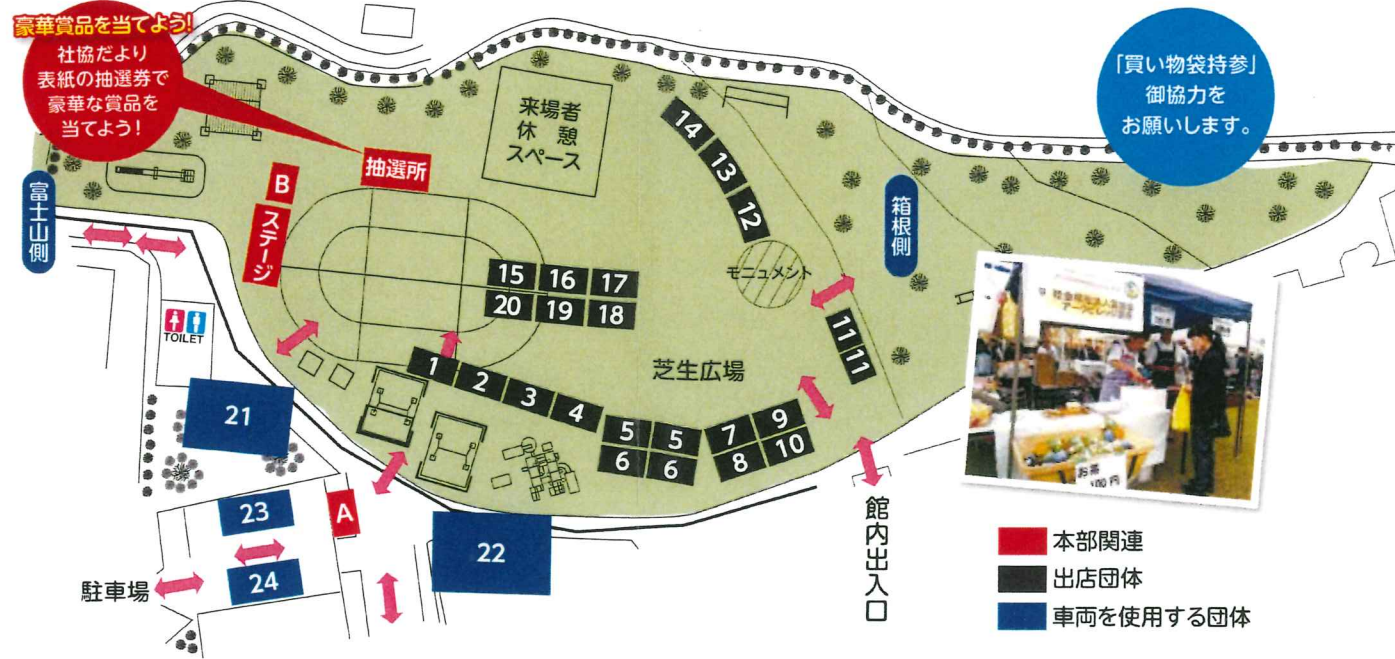 豪華賞品を当てよう!
社協だより
表紙の抽選券で
豪華な賞品を
当てよう!
「買い物袋持参」
御協力を
お願いします。
来場者
休憩
スペース
抽選所
B
ステージ
富士山側
箱根側
14
13
12
モニュメント
15 16 17
20 19 18
11
11
芝生広場
1 2 3 4
5 5
6 6
7 9
8 10
TOILET
21
23
A
22
24
駐車場
館内出入口
お茶
100円
本部関連
出店団体
車両を使用する団体